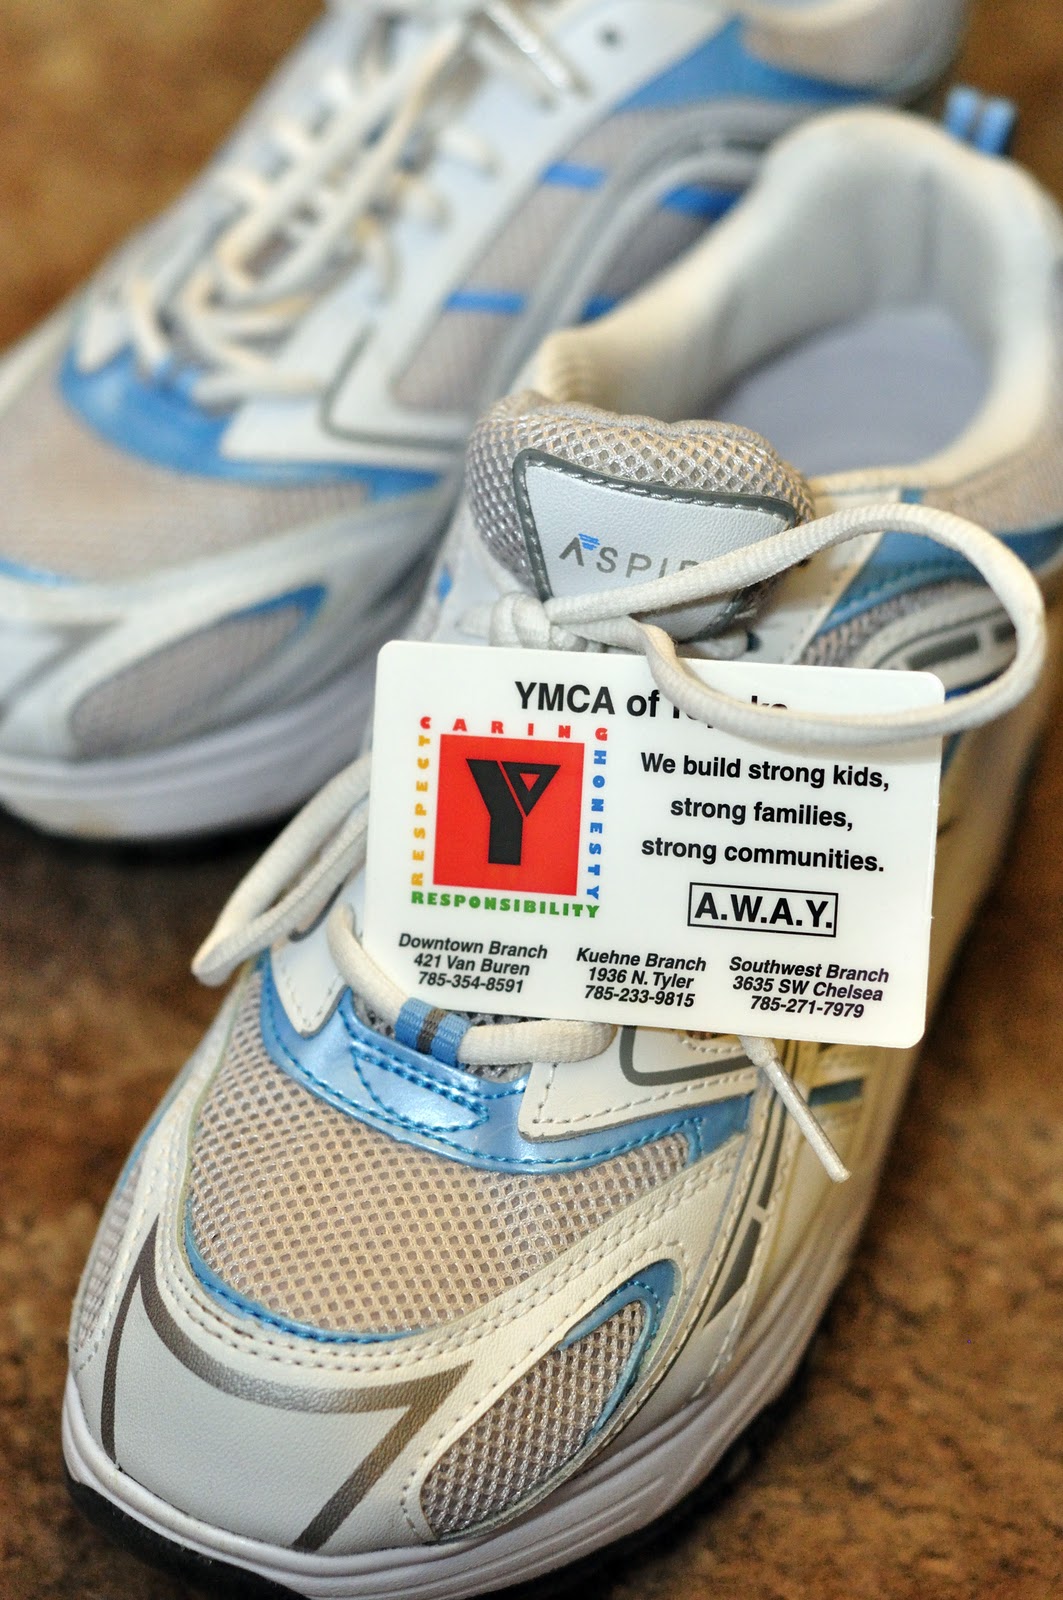 YMCA of
CARING
RESPECT
HONESTY
RESPONSIBILITY
Y
We build strong kids,
strong families,
strong communities.
A.W.A.Y.
Downtown Branch
421 Van Buren
785-354-8591
Kuehne Branch
1936 N. Tyler
785-233-9815
Southwest Branch
3635 SW Chelsea
785-271-7979